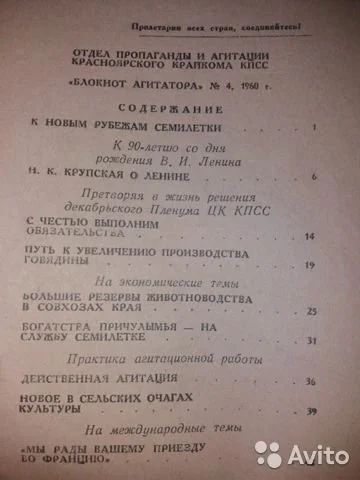 Пролетарии всех стран, соединяйтесь!
ОТДЕЛ ПРОПАГАНДЫ И АГИТАЦИИ
КРАСНОЯРСКОГО КРАЙКОМА КПСС
«БЛОКНОТ АГИТАТОРА» № 4, 1960 г.
СОДЕРЖАНИЕ
К НОВЫМ РУБЕЖАМ СЕМИЛЕТКИ 1
К 90-летию со дня
рождения В. И. Ленина
Н. К. КРУПСКАЯ О ЛЕНИНЕ 6
Претворяя в жизнь решения
декабрьского Пленума ЦК КПСС
С ЧЕСТЬЮ ВЫПОЛНИМ
ОБЯЗАТЕЛЬСТВА 14
ПУТЬ К УВЕЛИЧЕНИЮ ПРОИЗВОДСТВА
ГОВЯДИНЫ 19
На экономические темы
БОЛЬШИЕ РЕЗЕРВЫ ЖИВОТНОВОДСТВА
В СОВХОЗАХ КРАЯ 25
БОГАТСТВА ПРИЧУЛЫМЬЯ — НА
СЛУЖБУ СЕМИЛЕТКЕ 31
Практика агитационной работы
ДЕЙСТВЕННАЯ АГИТАЦИЯ 36
НОВОЕ В СЕЛЬСКИХ ОЧАГАХ
КУЛЬТУРЫ 39
На международные темы
«МЫ РАДЫ ВАШЕМУ ПРИЕЗДУ
ВО ФРАНЦИЮ»
Avito